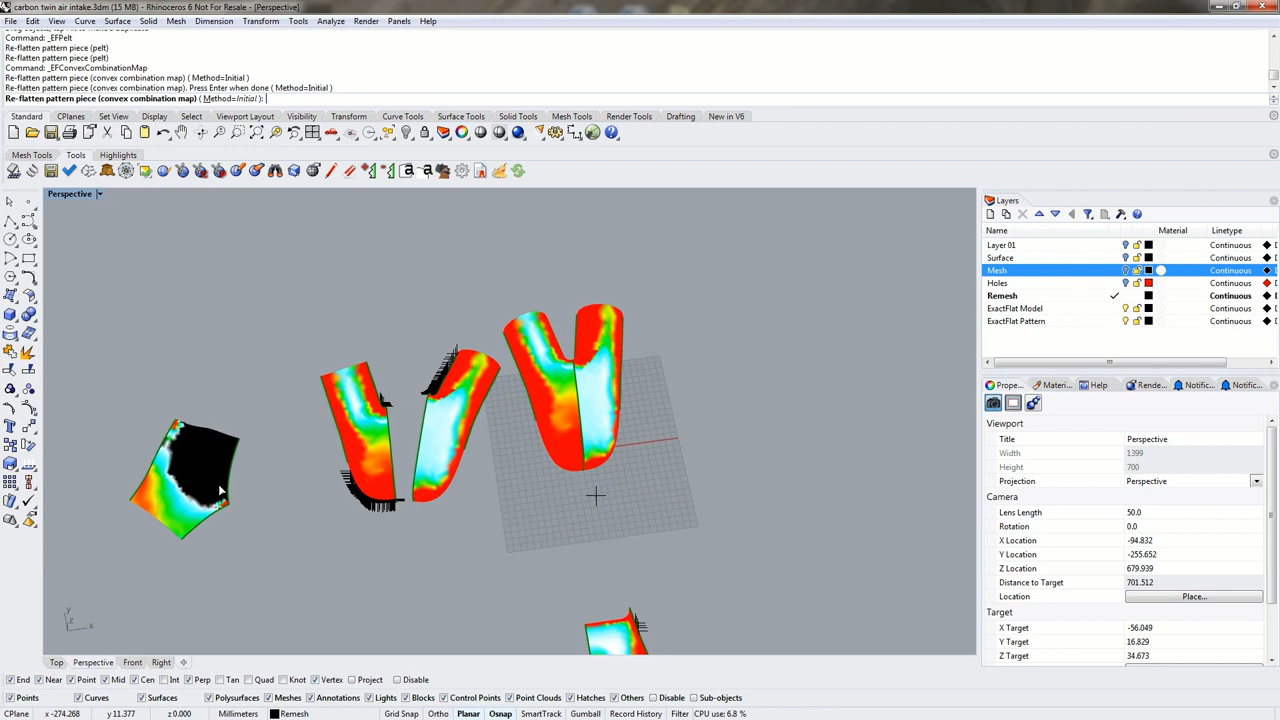 carbon twin air intake.3dm (15 MB) - Rhinoceros 6 Not For Resale - [Perspective]
File Edit View Curve Surface Solid Mesh Dimension Transform Tools Analyze Render Panels Help
Command: _EFPelt
Re-flatten pattern piece (pelt)
Re-flatten pattern piece (pelt)
Command: _EFConvexCombinationMap
Re-flatten pattern piece (convex combination map) ( Method=Initial )
Re-flatten pattern piece (convex combination map). Press Enter when done ( Method=Initial )
Re-flatten pattern piece (convex combination map) ( Method=Initial ):
Standard CPlanes Set View Display Select Viewport Layout Visibility Transform Curve Tools Surface Tools Solid Tools Mesh Tools Render Tools Drafting New in V6
Mesh Tools Tools Highlights
Perspective
Layers
Name Material Linetype
Layer 01 Continuous
Surface Continuous
Mesh Continuous
Holes Continuous
Remesh Continuous
ExactFlat Model Continuous
ExactFlat Pattern Continuous
Prope... Materi... Help Rende... Notific... Notific...
Viewport
Title Perspective
Width 1399
Height 700
Projection Perspective
Camera
Lens Length 50.0
Rotation 0.0
X Location -94.832
Y Location -255.652
Z Location 679.939
Distance to Target 701.512
Location Place...
Target
X Target -56.049
Y Target 16.829
Z Target 34.673
y
z x
Top Perspective Front Right
End Near Point Mid Cen Int Perp Tan Quad Knot Vertex Project Disable
Points Curves Surfaces Polysurfaces Meshes Annotations Lights Blocks Control Points Point Clouds Hatches Others Disable Sub-objects
CPlane x -274.268 y 11.377 z 0.000 Millimeters Remesh Grid Snap Ortho Planar Osnap SmartTrack Gumball Record History Filter CPU use: 6.8 %